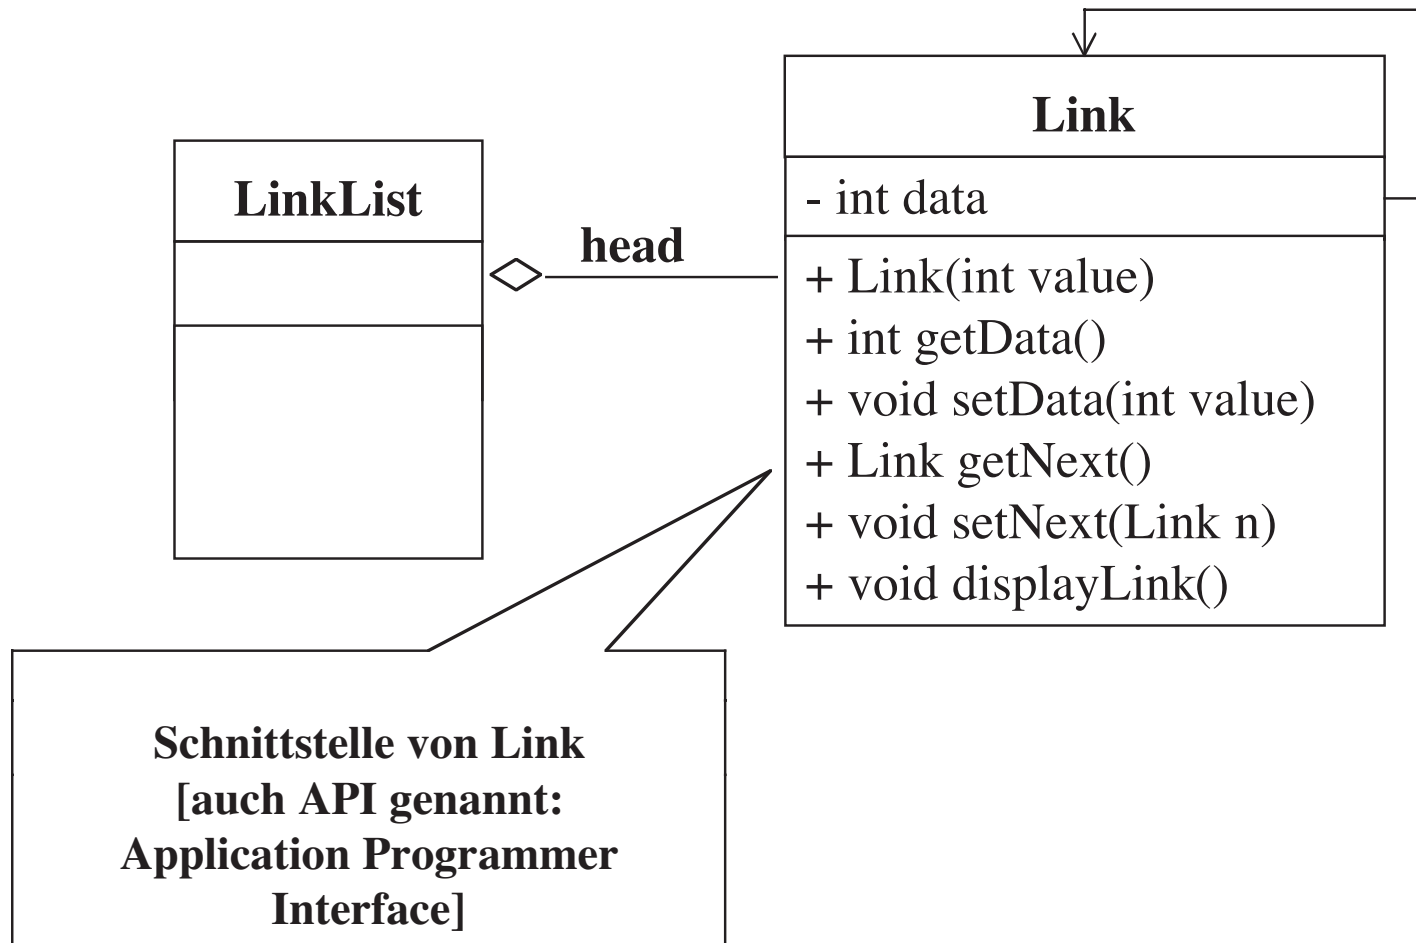 LinkList
head
Link
- int data
+ Link(int value)
+ int getData()
+ void setData(int value)
+ Link getNext()
+ void setNext(Link n)
+ void displayLink()
Schnittstelle von Link
[auch API genannt:
Application Programmer
Interface]